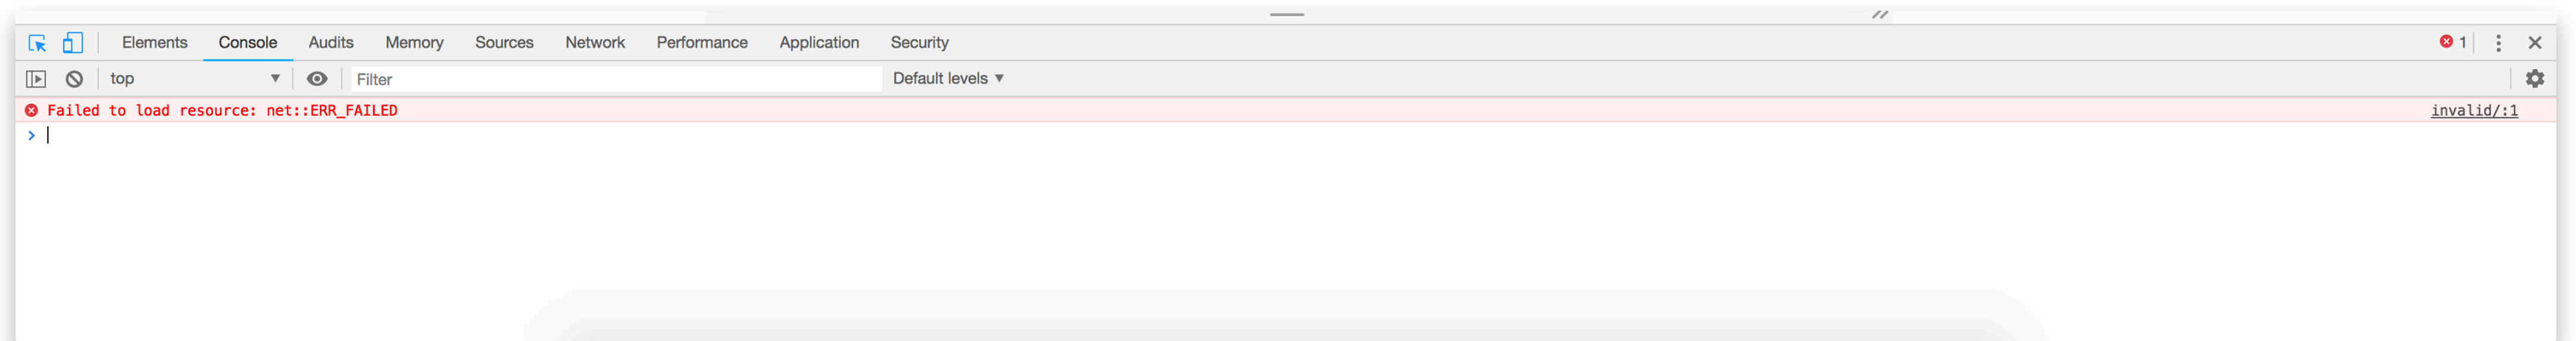 Elements Console Audits Memory Sources Network Performance Application Security 1
top Filter Default levels
Failed to load resource: net::ERR_FAILED invalid/:1